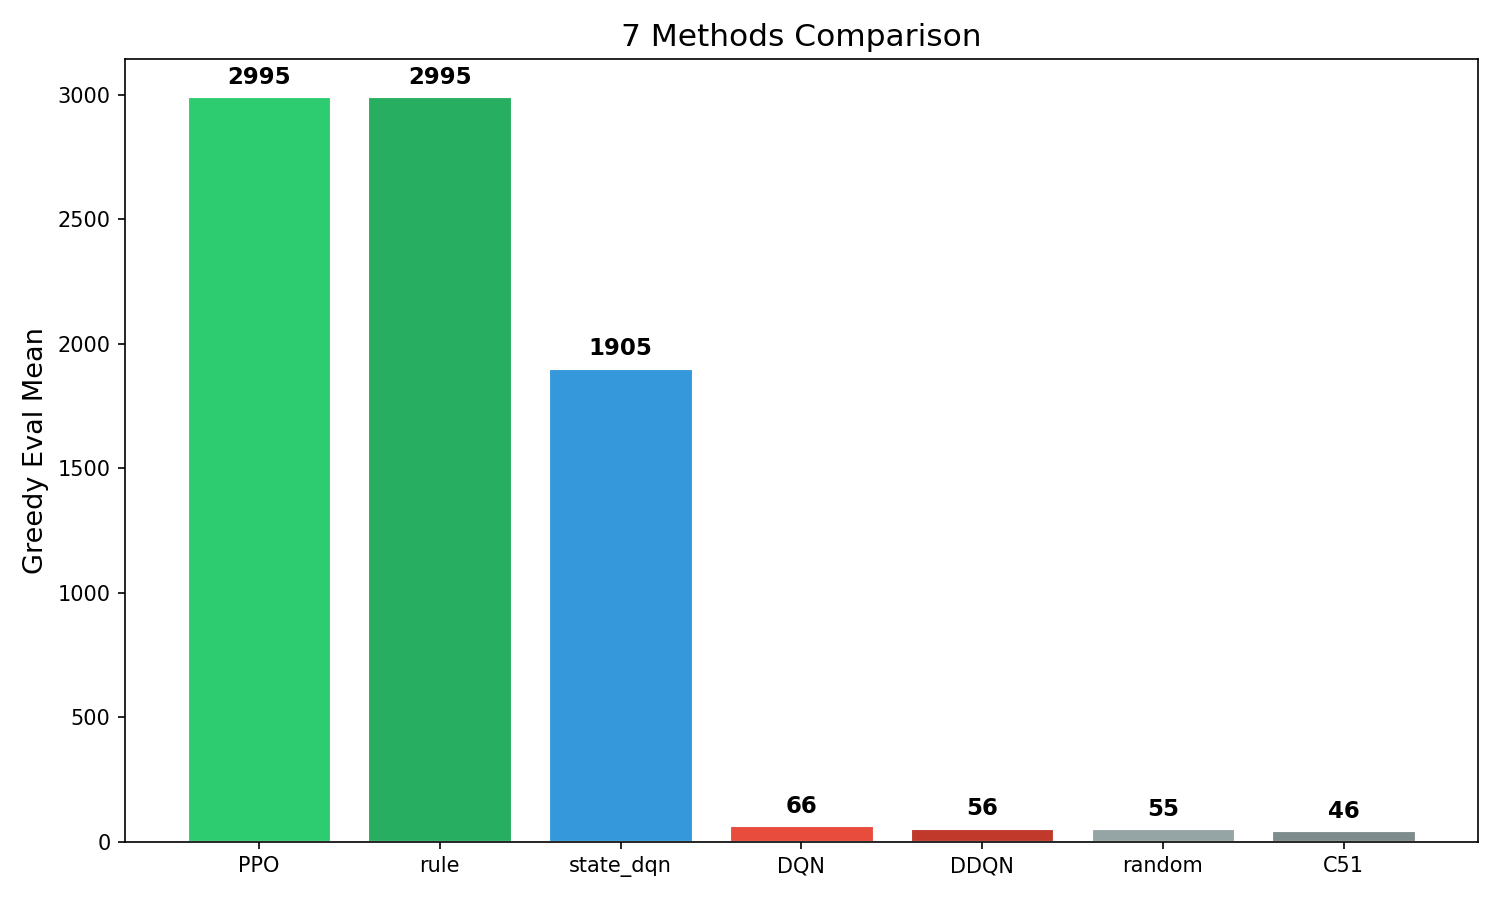 7 Methods Comparison
Greedy Eval Mean
3000
2500
2000
1500
1000
500
0
2995
2995
1905
66
56
55
46
PPO
rule
state_dqn
DQN
DDQN
random
C51